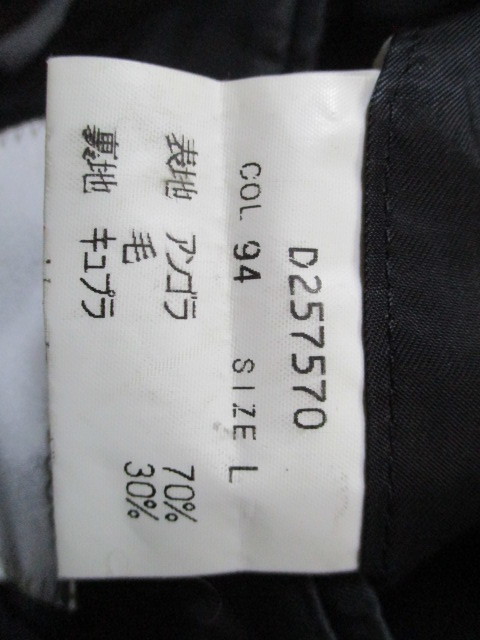 D257570
COL 94 SIZE L
表地 アンゴラ 70%
毛 30%
裏地 キュプラ